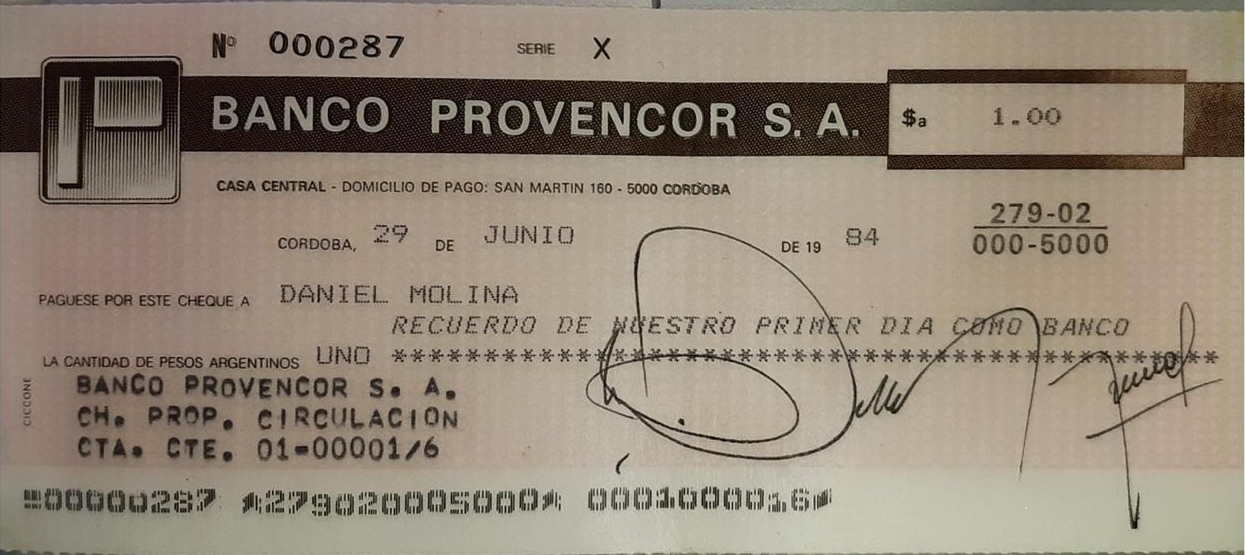 Nº 000287 SERIE X
BANCO PROVENCOR S. A. $a 1.00
CASA CENTRAL - DOMICILIO DE PAGO: SAN MARTIN 160 - 5000 CORDOBA
279-02
000-5000
CORDOBA, 29 DE JUNIO DE 19 84
PAGUESE POR ESTE CHEQUE A DANIEL MOLINA
RECUERDO DE NUESTRO PRIMER DIA COMO BANCO
LA CANTIDAD DE PESOS ARGENTINOS UNO ****************************************************
CICCONE
BANCO PROVENCOR S. A.
CH. PROP. CIRCULACION
CTA. CTE. 01-00001/6
00000287 279020005000 0001000016